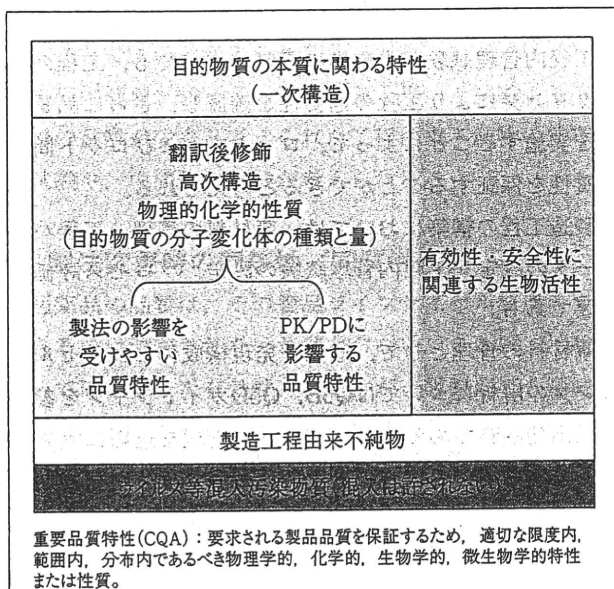 目的物質の本質に関わる特性
(一次構造)
翻訳後修飾
高次構造
物理的化学的性質
(目的物質の分子変化体の種類と量)
製法の影響を
受けやすい
品質特性
PK/PDに
影響する
品質特性
有効性・安全性に
関連する生物活性
製造工程由来不純物
ウイルス等混入汚染物質(混入は許されない)
重要品質特性(CQA)：要求される製品品質を保証するため，適切な限度内，
範囲内，分布内であるべき物理学的，化学的，生物学的，微生物学的特性
または性質。